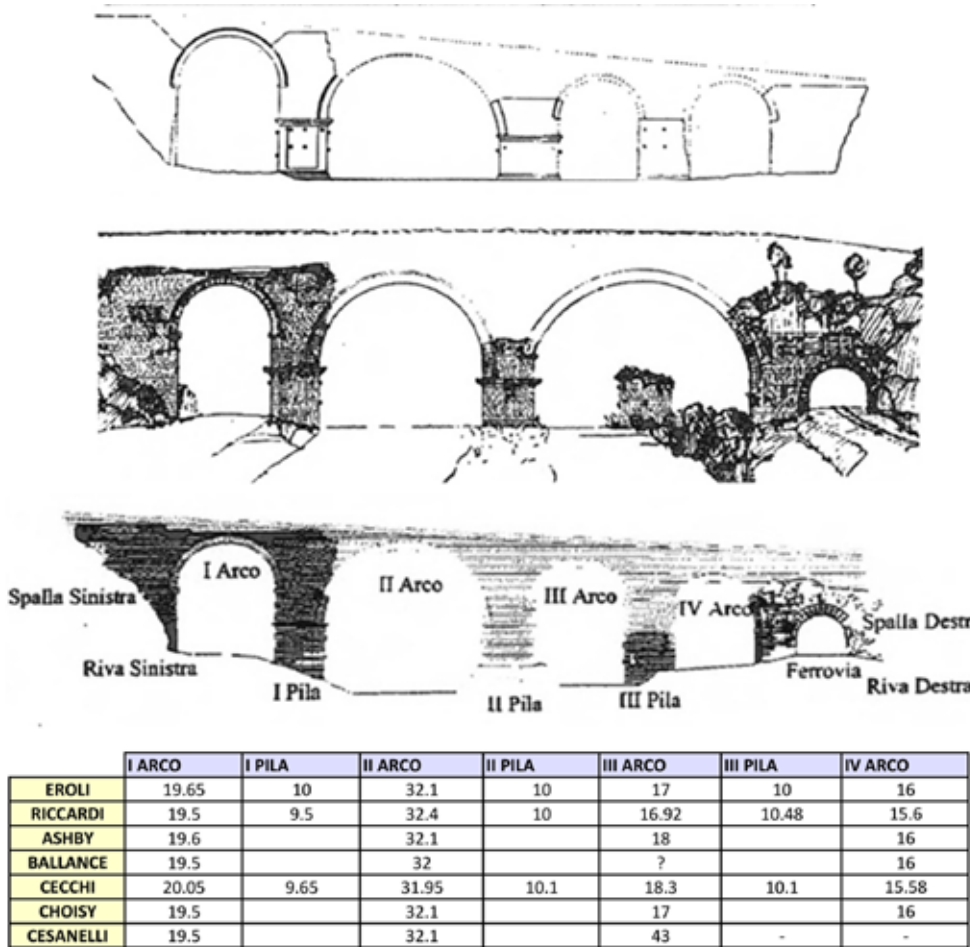 I Arco
II Arco
III Arco
IV Arco
Spalla Sinistra
Spalla Destra
Riva Sinistra
Ferrovia
Riva Destra
I Pila
II Pila
III Pila
I ARCO I PILA II ARCO II PILA III ARCO III PILA IV ARCO
EROLI 19.65 10 32.1 10 17 10 16
RICCARDI 19.5 9.5 32.4 10 16.92 10.48 15.6
ASHBY 19.6 32.1 18 16
BALLANCE 19.5 32 ? 16
CECCHI 20.05 9.65 31.95 10.1 18.3 10.1 15.58
CHOISY 19.5 32.1 17 16
CESANELLI 19.5 32.1 43 - -